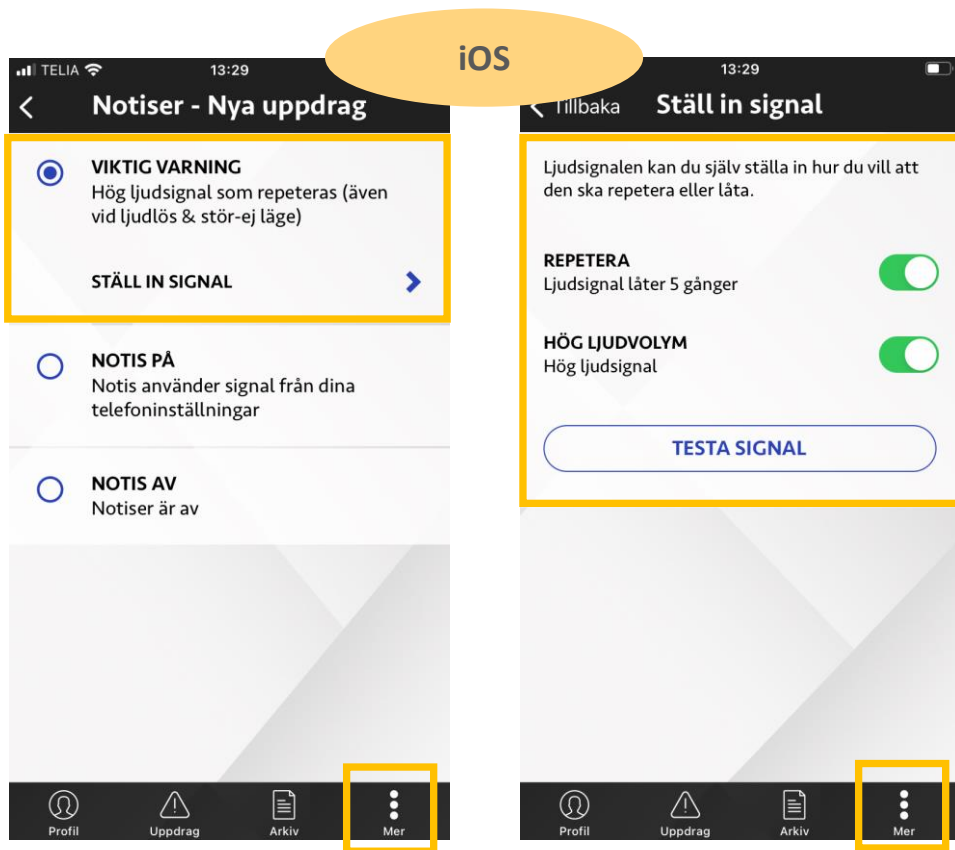 iOS
TELIA 13:29
Notiser - Nya uppdrag
VIKTIG VARNING
Hög ljudsignal som repeteras (även
vid ljudlös & stör-ej läge)
STÄLL IN SIGNAL
NOTIS PÅ
Notis använder signal från dina
telefoninställningar
NOTIS AV
Notiser är av
Profil
Uppdrag
Arkiv
Mer
13:29
Tillbaka Ställ in signal
Ljudsignalen kan du själv ställa in hur du vill att
den ska repetera eller låta.
REPETERA
Ljudsignal låter 5 gånger
HÖG LJUDVOLYM
Hög ljudsignal
TESTA SIGNAL
Profil
Uppdrag
Arkiv
Mer